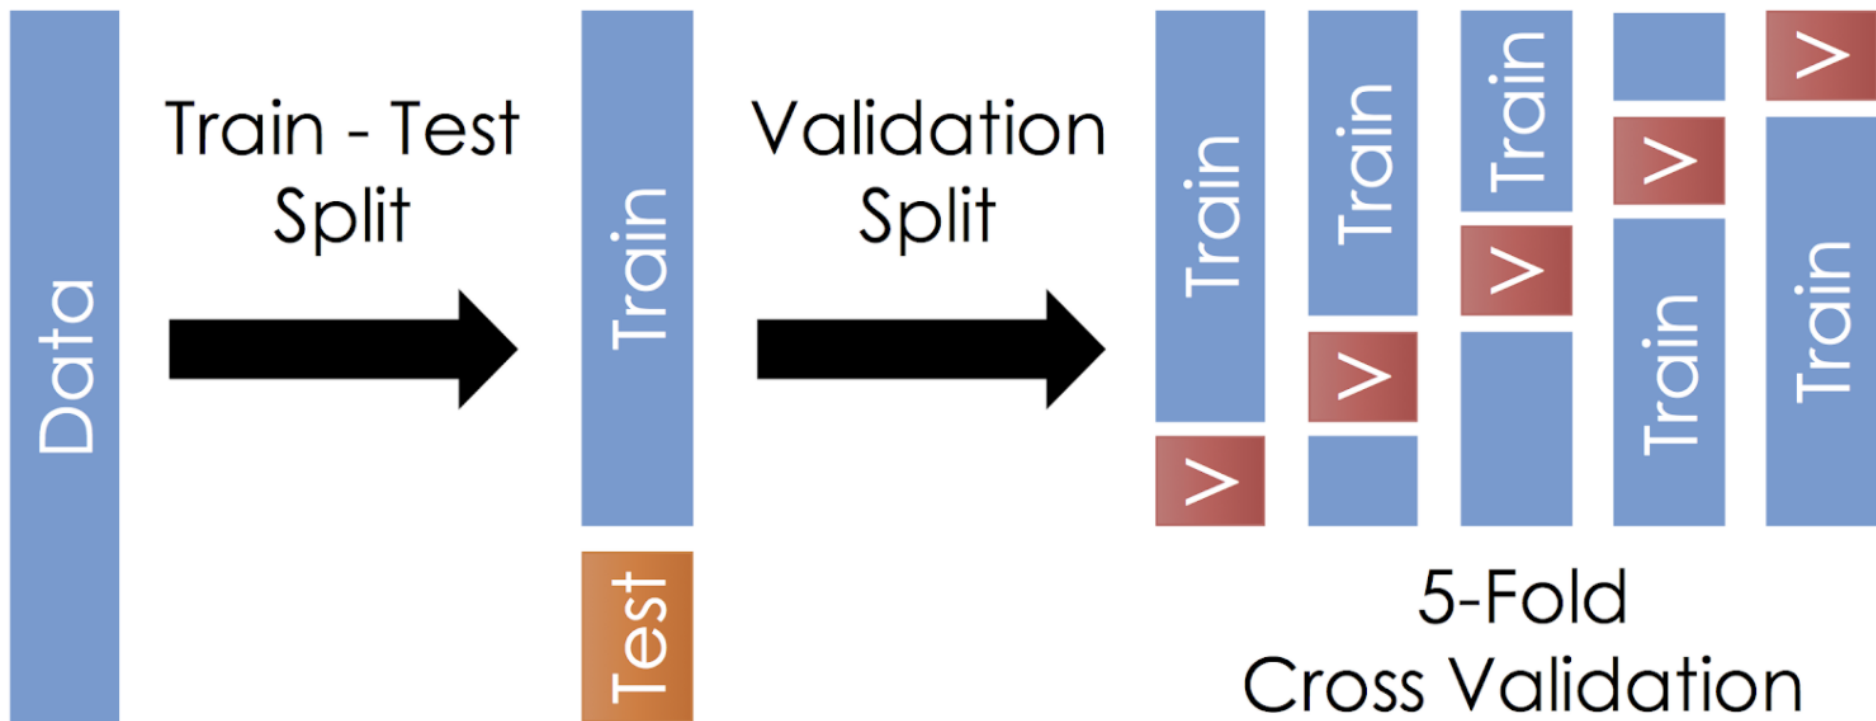 Data
Train - Test
Split
Train
Test
Validation
Split
Train
V
Train
V
Train
V
V
Train
V
Train
5-Fold
Cross Validation